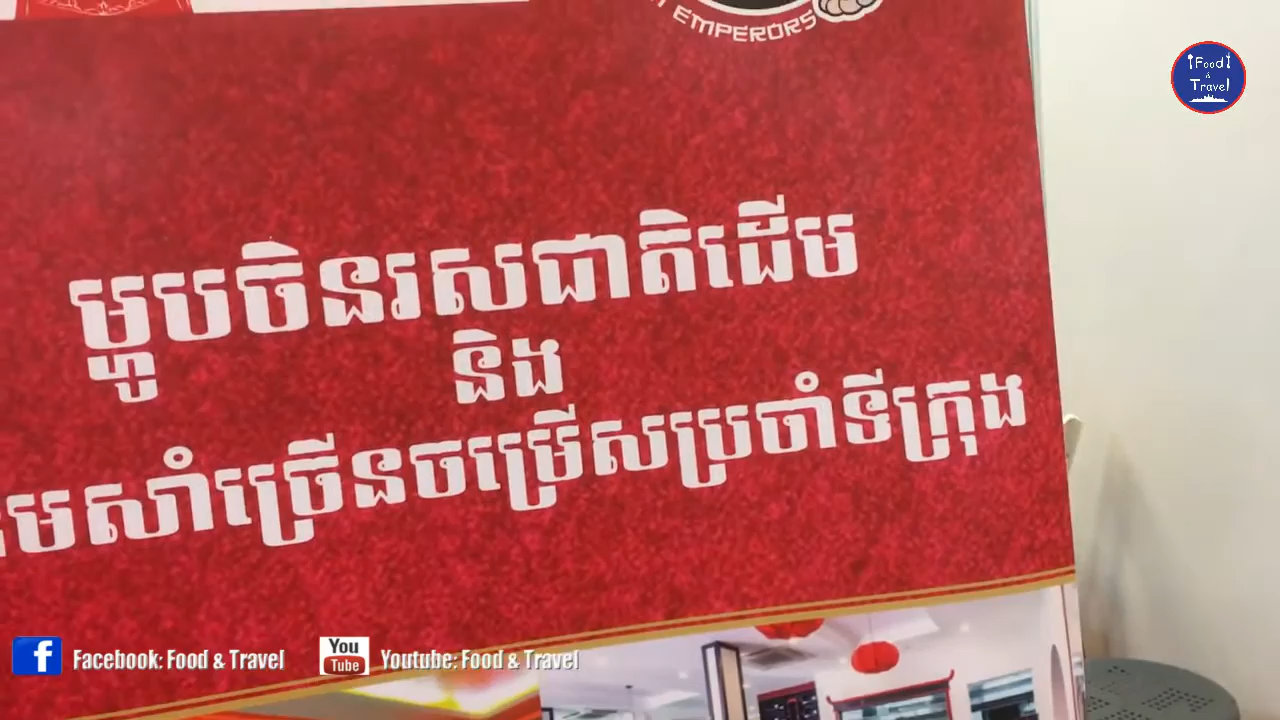 EMPERORS
Food
&
Travel
ម្ហូបចិនរសជាតិដើម
និង
ឌិមសាំច្រើនចម្រើសប្រចាំទីក្រុង
Facebook: Food & Travel
You
Tube
Youtube: Food & Travel